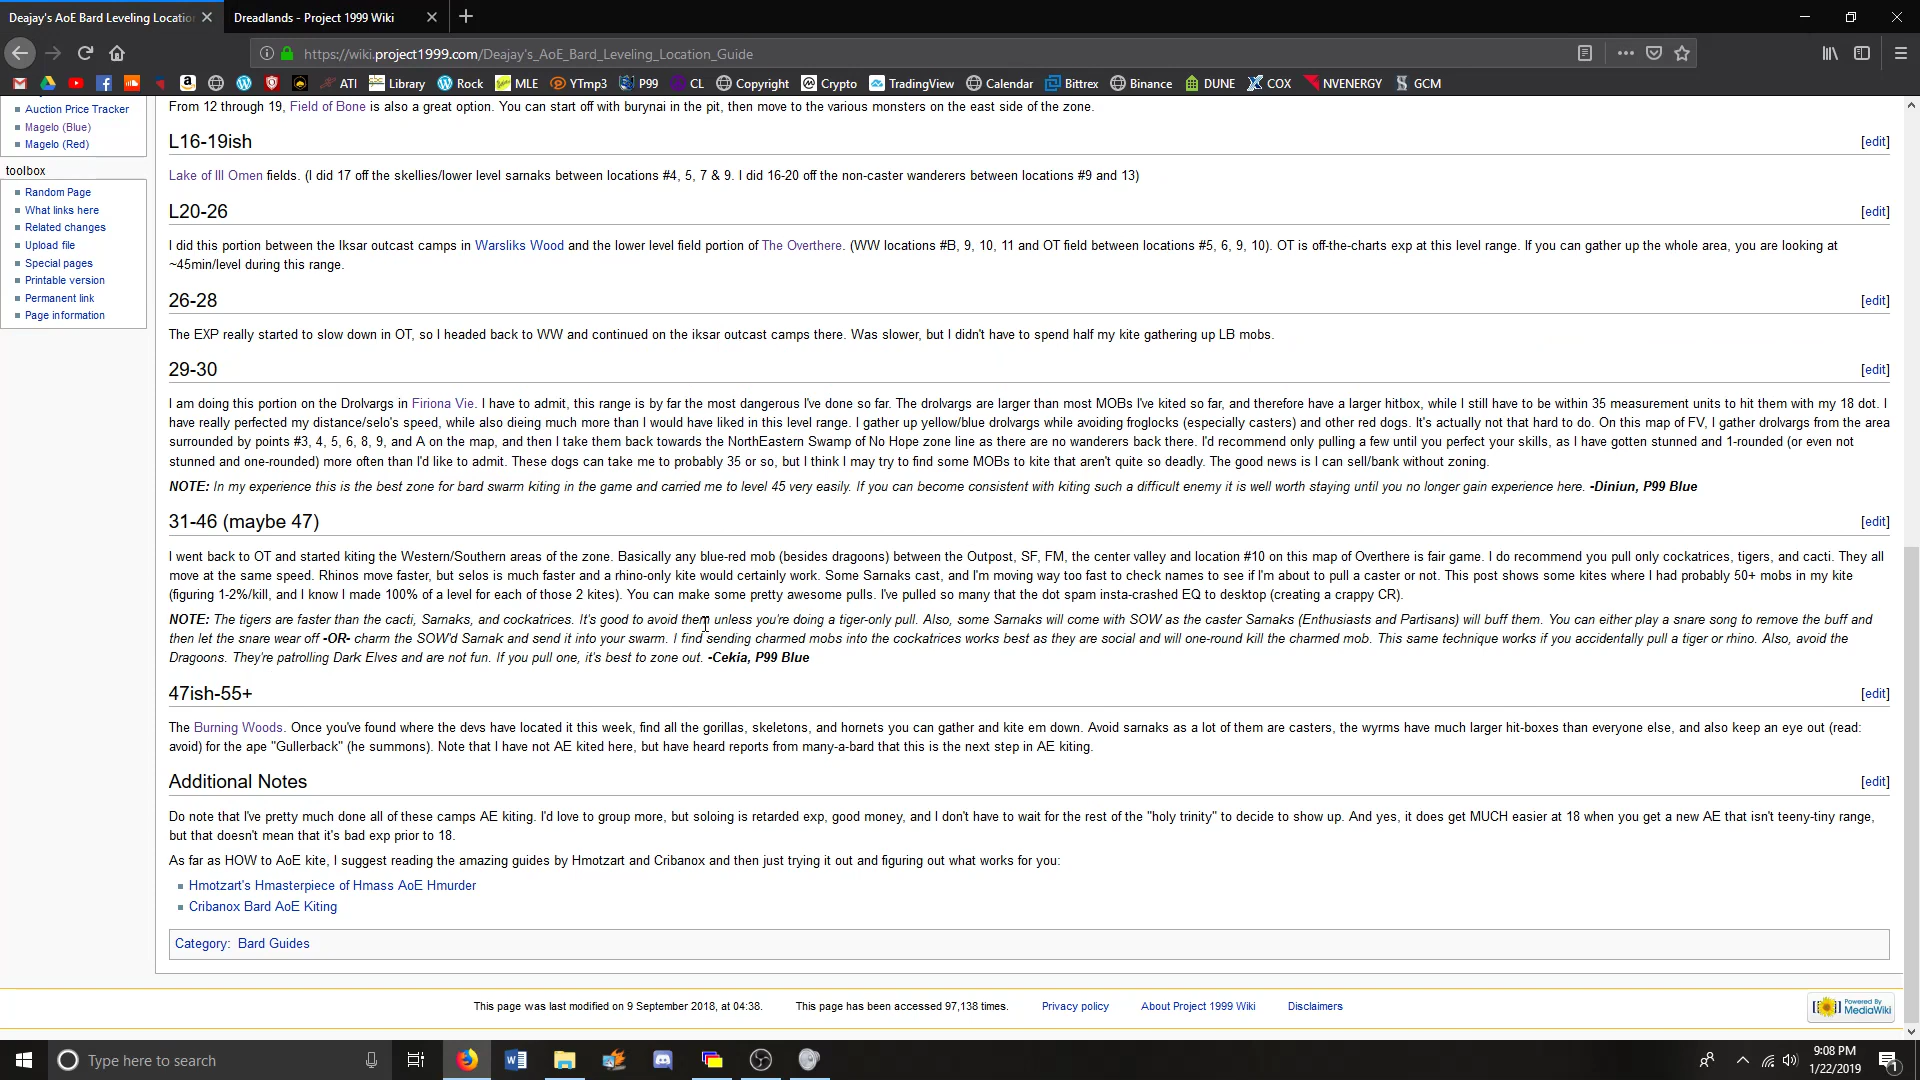 Deajay's AoE Bard Leveling Locatio
Dreadlands - Project 1999 Wiki
https://wiki.project1999.com/Deajay's_AoE_Bard_Leveling_Location_Guide
ATI Library Rock MLE YTmp3 P99 CL Copyright Crypto TradingView Calendar Bittrex Binance DUNE COX NVENERGY GCM
Auction Price Tracker
Magelo (Blue)
Magelo (Red)
toolbox
Random Page
What links here
Related changes
Upload file
Special pages
Printable version
Permanent link
Page information
From 12 through 19, Field of Bone is also a great option. You can start off with burynai in the pit, then move to the various monsters on the east side of the zone.
L16-19ish [edit]
Lake of Ill Omen fields. (I did 17 off the skellies/lower level sarnaks between locations #4, 5, 7 & 9. I did 16-20 off the non-caster wanderers between locations #9 and 13)
L20-26 [edit]
I did this portion between the Iksar outcast camps in Warsliks Wood and the lower level field portion of The Overthere. (WW locations #B, 9, 10, 11 and OT field between locations #5, 6, 9, 10). OT is off-the-charts exp at this level range. If you can gather up the whole area, you are looking at
~45min/level during this range.
26-28 [edit]
The EXP really started to slow down in OT, so I headed back to WW and continued on the iksar outcast camps there. Was slower, but I didn't have to spend half my kite gathering up LB mobs.
29-30 [edit]
I am doing this portion on the Drolvargs in Firiona Vie. I have to admit, this range is by far the most dangerous I've done so far. The drolvargs are larger than most MOBs I've kited so far, and therefore have a larger hitbox, while I still have to be within 35 measurement units to hit them with my 18 dot. I
have really perfected my distance/selo's speed, while also dieing much more than I would have liked in this level range. I gather up yellow/blue drolvargs while avoiding froglocks (especially casters) and other red dogs. It's actually not that hard to do. On this map of FV, I gather drolvargs from the area
surrounded by points #3, 4, 5, 6, 8, 9, and A on the map, and then I take them back towards the NorthEastern Swamp of No Hope zone line as there are no wanderers back there. I'd recommend only pulling a few until you perfect your skills, as I have gotten stunned and 1-rounded (or even not
stunned and one-rounded) more often than I'd like to admit. These dogs can take me to probably 35 or so, but I think I may try to find some MOBs to kite that aren't quite so deadly. The good news is I can sell/bank without zoning.
NOTE: In my experience this is the best zone for bard swarm kiting in the game and carried me to level 45 very easily. If you can become consistent with kiting such a difficult enemy it is well worth staying until you no longer gain experience here. -Diniun, P99 Blue
31-46 (maybe 47) [edit]
I went back to OT and started kiting the Western/Southern areas of the zone. Basically any blue-red mob (besides dragoons) between the Outpost, SF, FM, the center valley and location #10 on this map of Overthere is fair game. I do recommend you pull only cockatrices, tigers, and cacti. They all
move at the same speed. Rhinos move faster, but selos is much faster and a rhino-only kite would certainly work. Some Sarnaks cast, and I'm moving way too fast to check names to see if I'm about to pull a caster or not. This post shows some kites where I had probably 50+ mobs in my kite
(figuring 1-2%/kill, and I know I made 100% of a level for each of those 2 kites). You can make some pretty awesome pulls. I've pulled so many that the dot spam insta-crashed EQ to desktop (creating a crappy CR).
NOTE: The tigers are faster than the cacti, Sarnaks, and cockatrices. It's good to avoid them unless you're doing a tiger-only pull. Also, some Sarnaks will come with SOW as the caster Sarnaks (Enthusiasts and Partisans) will buff them. You can either play a snare song to remove the buff and
then let the snare wear off -OR- charm the SOW'd Sarnak and send it into your swarm. I find sending charmed mobs into the cockatrices works best as they are social and will one-round kill the charmed mob. This same technique works if you accidentally pull a tiger or rhino. Also, avoid the
Dragoons. They're patrolling Dark Elves and are not fun. If you pull one, it's best to zone out. -Cekia, P99 Blue
47ish-55+ [edit]
The Burning Woods. Once you've found where the devs have located it this week, find all the gorillas, skeletons, and hornets you can gather and kite em down. Avoid sarnaks as a lot of them are casters, the wyrms have much larger hit-boxes than everyone else, and also keep an eye out (read:
avoid) for the ape "Gullerback" (he summons). Note that I have not AE kited here, but have heard reports from many-a-bard that this is the next step in AE kiting.
Additional Notes [edit]
Do note that I've pretty much done all of these camps AE kiting. I'd love to group more, but soloing is retarded exp, good money, and I don't have to wait for the rest of the "holy trinity" to decide to show up. And yes, it does get MUCH easier at 18 when you get a new AE that isn't teeny-tiny range,
but that doesn't mean that it's bad exp prior to 18.
As far as HOW to AoE kite, I suggest reading the amazing guides by Hmotzart and Cribanox and then just trying it out and figuring out what works for you:
Hmotzart's Hmasterpiece of Hmass AoE Hmurder
Cribanox Bard AoE Kiting
Category: Bard Guides
This page was last modified on 9 September 2018, at 04:38. This page has been accessed 97,138 times. Privacy policy About Project 1999 Wiki Disclaimers
Powered By
MediaWiki
Type here to search
9:08 PM
1/22/2019
1